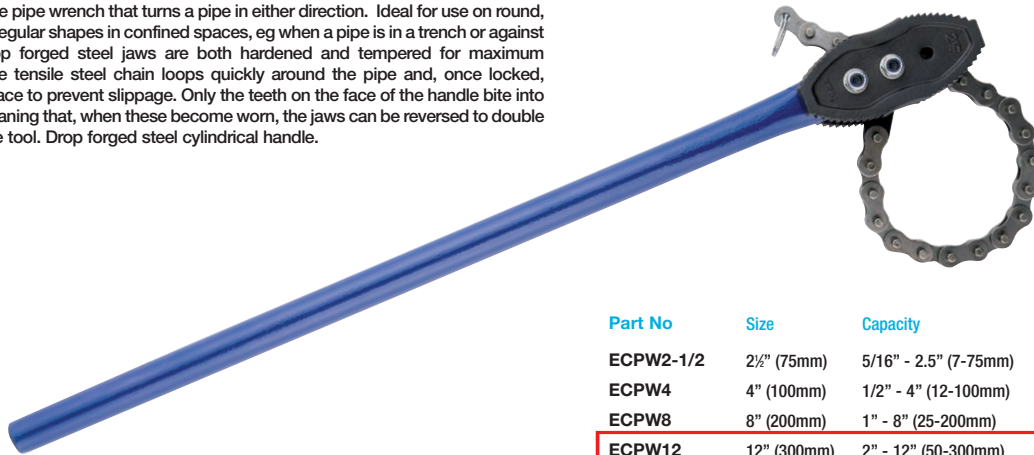 e pipe wrench that turns a pipe in either direction. Ideal for use on round,
regular shapes in confined spaces, eg when a pipe is in a trench or against
p forged steel jaws are both hardened and tempered for maximum
e tensile steel chain loops quickly around the pipe and, once locked,
ace to prevent slippage. Only the teeth on the face of the handle bite into
aning that, when these become worn, the jaws can be reversed to double
e tool. Drop forged steel cylindrical handle.
Part No Size Capacity
ECPW2-1/2 2½” (75mm) 5/16” - 2.5” (7-75mm)
ECPW4 4” (100mm) 1/2” - 4” (12-100mm)
ECPW8 8” (200mm) 1” - 8” (25-200mm)
ECPW12 12” (300mm) 2” - 12” (50-300mm)